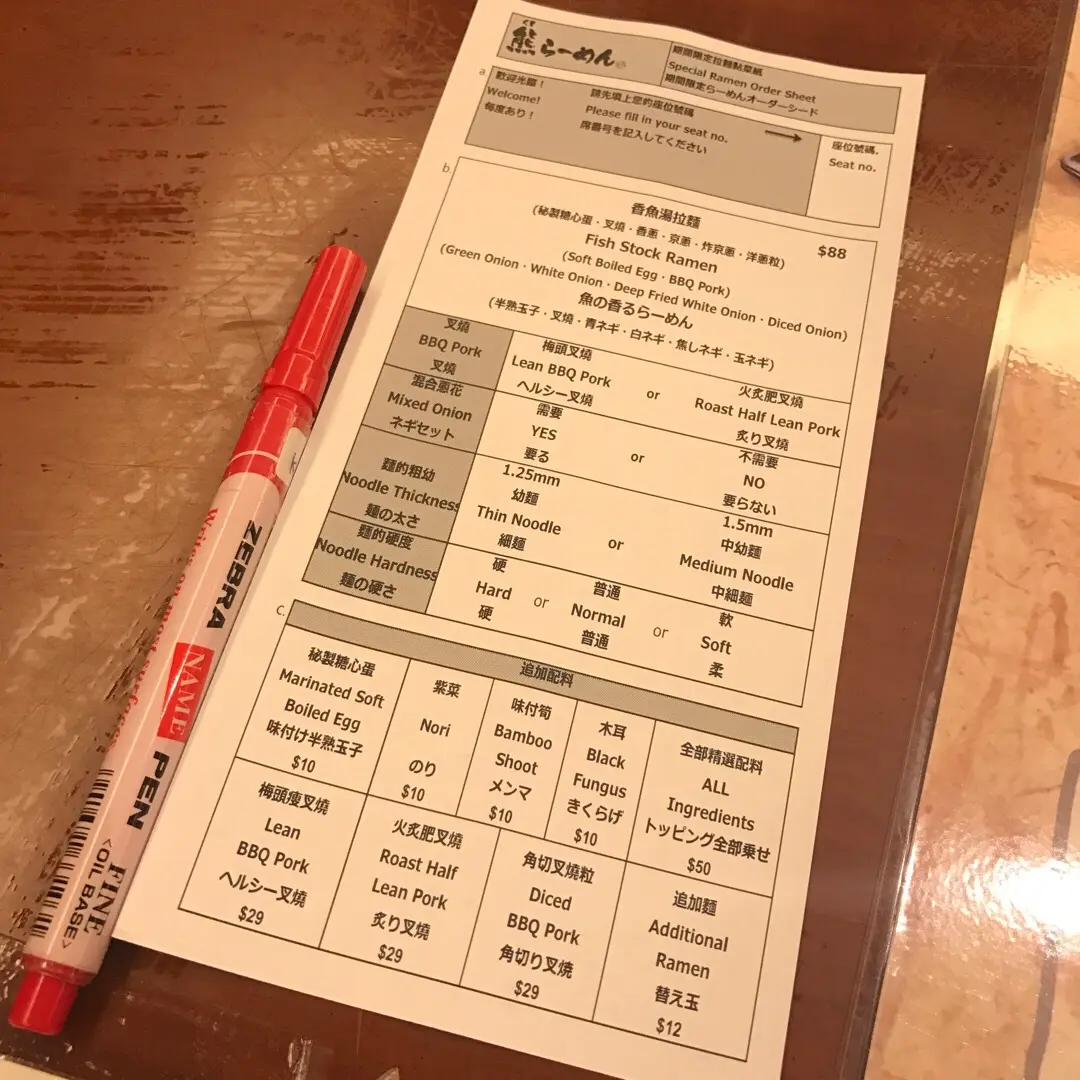 くま
熊らーめん
期間限定拉麵點菜紙
Special Ramen Order Sheet
期間限定らーめんオーダーシード
a
歡迎光臨！
Welcome!
毎度あり！
請先填上您的座位號碼
Please fill in your seat no.
席番号を記入してください
座位號碼.
Seat no.
b.
香魚湯拉麵
(秘製糖心蛋・叉燒・香蔥・京蔥・炸京蔥・洋蔥粒)
$88
Fish Stock Ramen
(Soft Boiled Egg・BBQ Pork)
(Green Onion・White Onion・Deep Fried White Onion・Diced Onion)
魚の香るらーめん
(半熟玉子・叉燒・青ネギ・白ネギ・焦しネギ・玉ネギ)
叉燒
BBQ Pork
叉燒
梅頭叉燒
Lean BBQ Pork
ヘルシー叉燒
or
火炙肥叉燒
Roast Half Lean Pork
炙り叉燒
混合蔥花
Mixed Onion
ネギセット
需要
YES
要る
or
不需要
NO
要らない
麵的粗幼
Noodle Thickness
麵の太さ
1.25mm
幼麵
Thin Noodle
細麵
or
1.5mm
中幼麵
Medium Noodle
中細麵
麵的硬度
Noodle Hardness
麵の硬さ
硬
Hard
硬
or
普通
Normal
普通
or
軟
Soft
柔
c.
追加配料
秘製糖心蛋
Marinated Soft
Boiled Egg
味付け半熟玉子
$10
紫菜
Nori
のり
$10
味付筍
Bamboo
Shoot
メンマ
$10
木耳
Black
Fungus
きくらげ
$10
全部精選配料
ALL
Ingredients
トッピング全部乗せ
$50
梅頭瘦叉燒
Lean
BBQ Pork
ヘルシー叉燒
$29
火炙肥叉燒
Roast Half
Lean Pork
炙り叉燒
$29
角切叉燒粒
Diced
BBQ Pork
角切り叉燒
$29
追加麵
Additional
Ramen
替え玉
$12
ZEBRA
NAME
PEN
FINE
<OIL BASE>